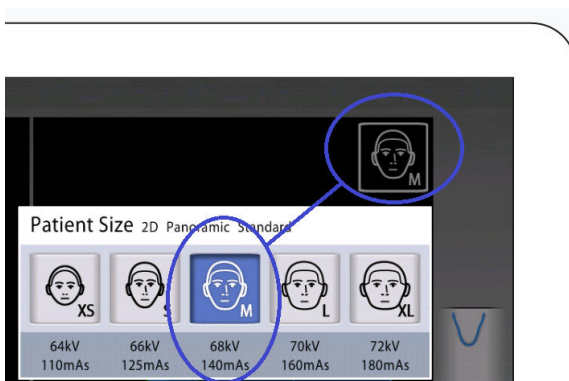 M
Patient Size 2D Panoramic Standard
XS S M L XL
64kV 66kV 68kV 70kV 72kV
110mAs 125mAs 140mAs 160mAs 180mAs